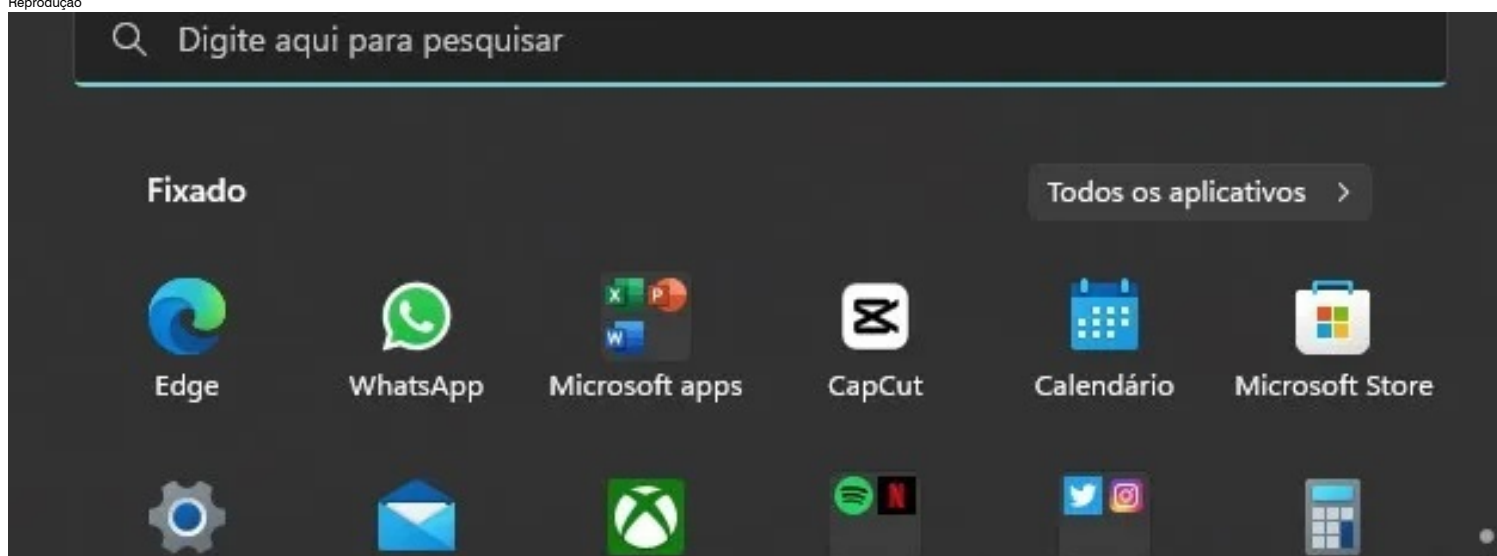 Reprodução
Digite aqui para pesquisar
Fixado
Todos os aplicativos
X P
W
Edge
WhatsApp
Microsoft apps
CapCut
Calendário
Microsoft Store
N